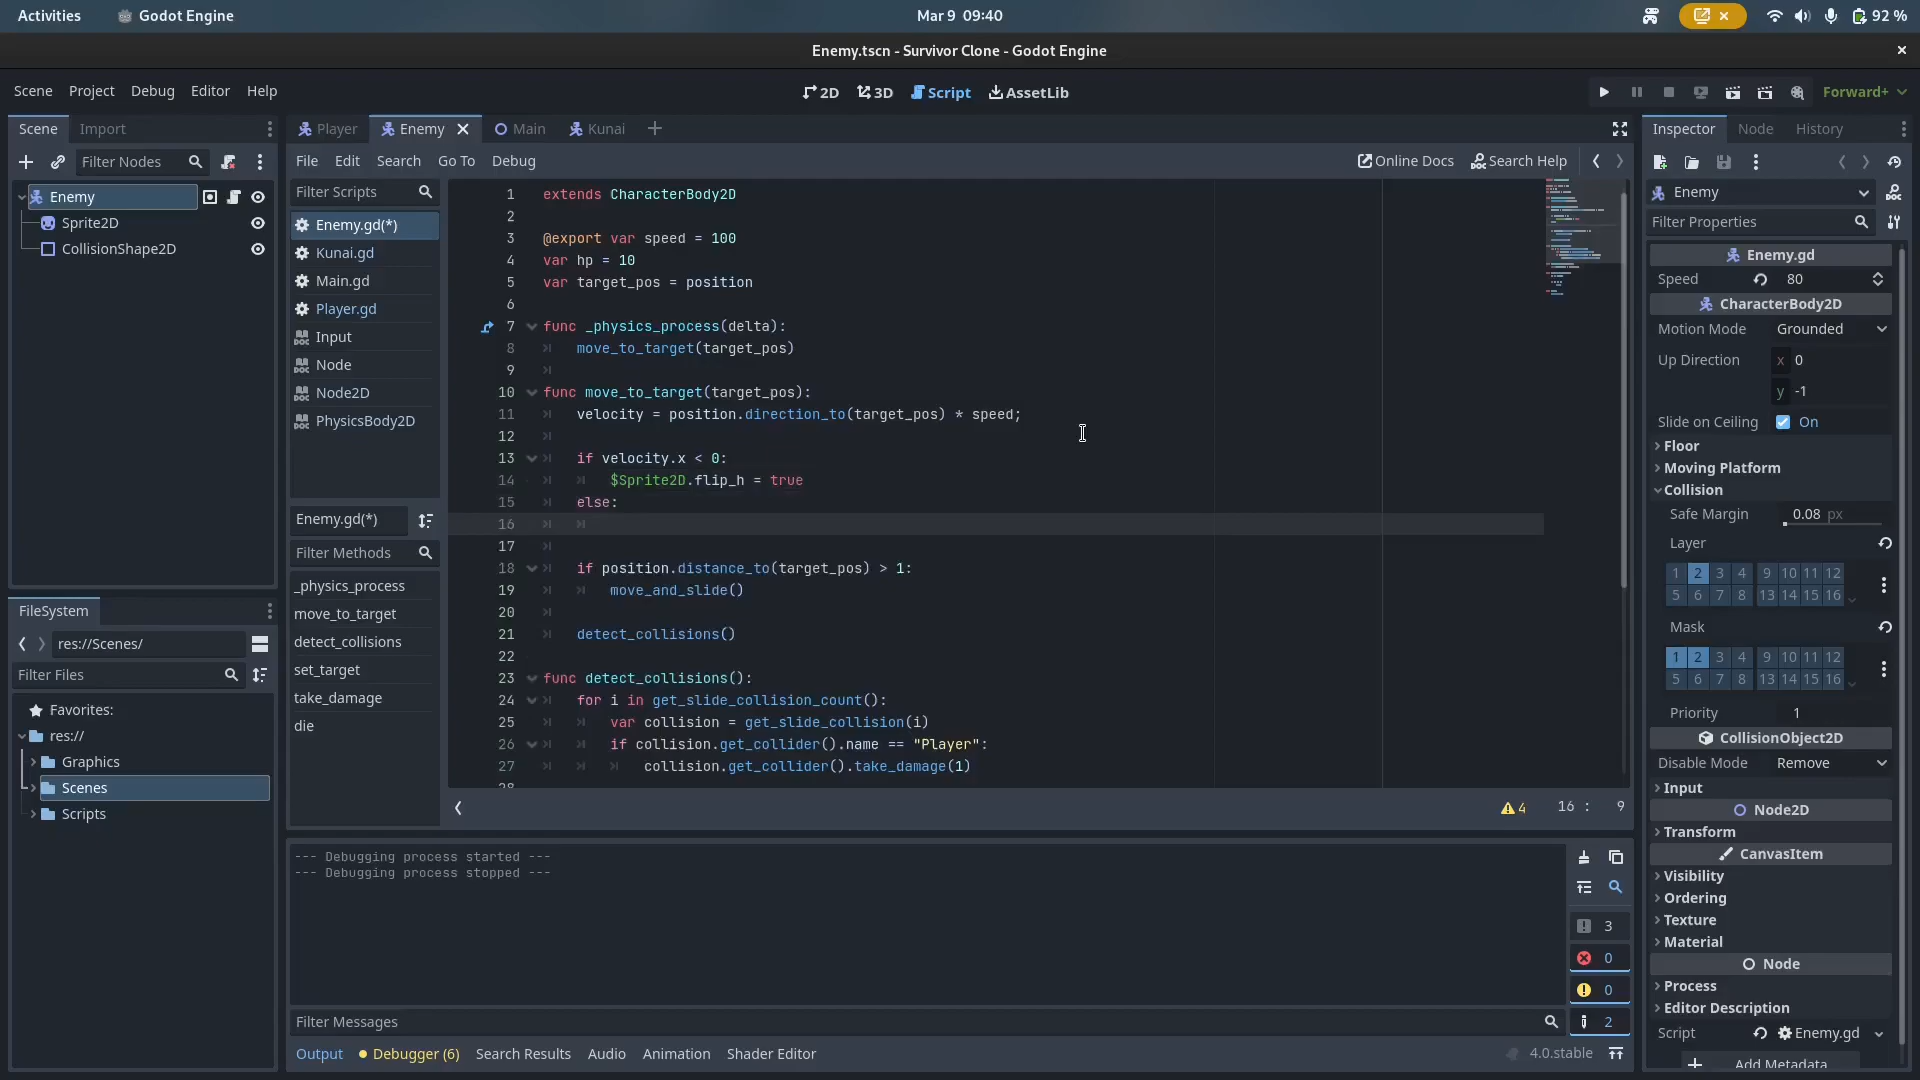 Activities
Godot Engine
Mar 9 09:40
92 %
Enemy.tscn - Survivor Clone - Godot Engine
Scene Project Debug Editor Help
2D 3D Script AssetLib
Forward+
Scene Import
Filter Nodes
Enemy
Sprite2D
CollisionShape2D
FileSystem
res://Scenes/
Filter Files
Favorites:
res://
Graphics
Scenes
Scripts
Player Enemy Main Kunai
File Edit Search Go To Debug
Online Docs Search Help
Filter Scripts
Enemy.gd(*)
Kunai.gd
Main.gd
Player.gd
Input
Node
Node2D
PhysicsBody2D
Enemy.gd(*)
Filter Methods
_physics_process
move_to_target
detect_collisions
set_target
take_damage
die
1 extends CharacterBody2D
2
3 @export var speed = 100
4 var hp = 10
5 var target_pos = position
6
7 func _physics_process(delta):
8 move_to_target(target_pos)
9
10 func move_to_target(target_pos):
11 velocity = position.direction_to(target_pos) * speed;
12
13 if velocity.x < 0:
14 $Sprite2D.flip_h = true
15 else:
16
17
18 if position.distance_to(target_pos) > 1:
19 move_and_slide()
20
21 detect_collisions()
22
23 func detect_collisions():
24 for i in get_slide_collision_count():
25 var collision = get_slide_collision(i)
26 if collision.get_collider().name == "Player":
27 collision.get_collider().take_damage(1)
28
4 16 : 9
--- Debugging process started ---
--- Debugging process stopped ---
3
0
0
2
Filter Messages
Output Debugger (6) Search Results Audio Animation Shader Editor
4.0.stable
Inspector Node History
Enemy
Filter Properties
Enemy.gd
Speed 80
CharacterBody2D
Motion Mode Grounded
Up Direction x 0
y -1
Slide on Ceiling On
Floor
Moving Platform
Collision
Safe Margin 0.08 px
Layer
1 2 3 4 9 10 11 12
5 6 7 8 13 14 15 16
Mask
1 2 3 4 9 10 11 12
5 6 7 8 13 14 15 16
Priority 1
CollisionObject2D
Disable Mode Remove
Input
Node2D
Transform
CanvasItem
Visibility
Ordering
Texture
Material
Node
Process
Editor Description
Script Enemy.gd
Add Metadata